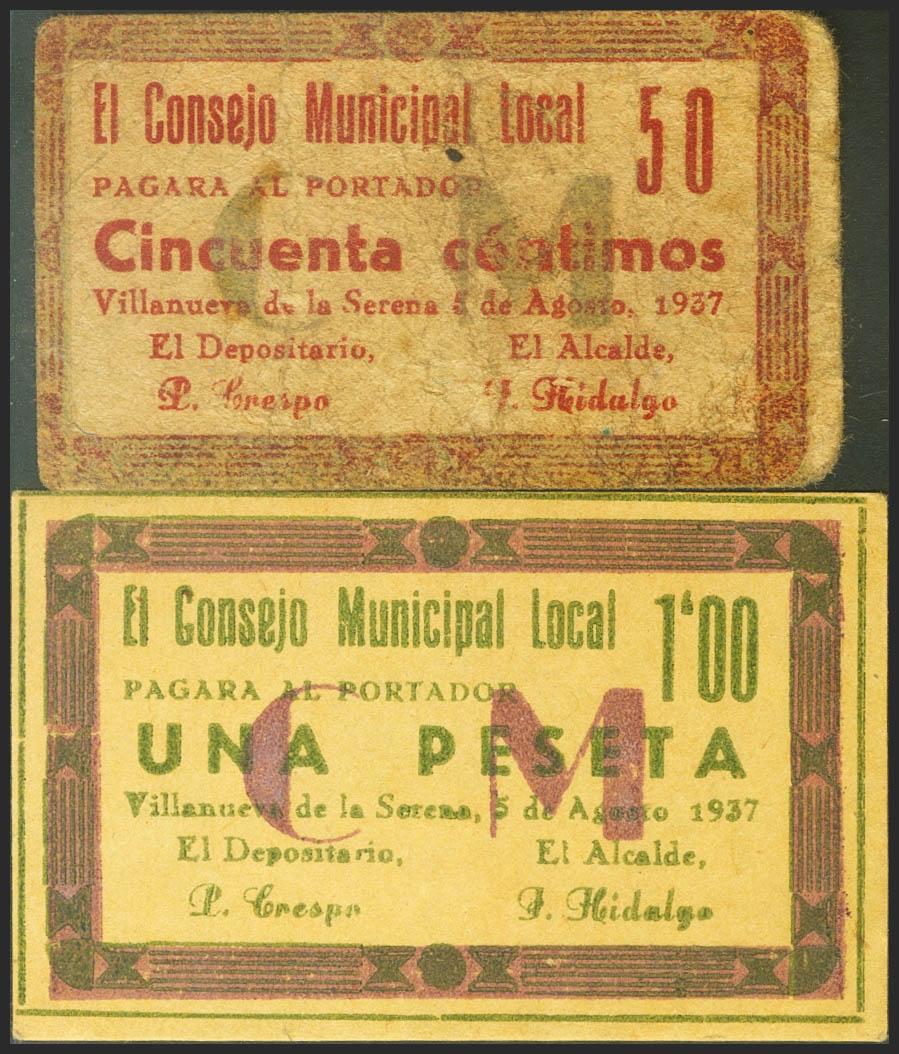 El Consejo Municipal Local 50
PAGARA AL PORTADOR
Cincuenta céntimos
Villanueva de la Serena 5 de Agosto, 1937
El Depositario, El Alcalde,
P. Crespo J. Hidalgo
C M
El Consejo Municipal Local 1'00
PAGARA AL PORTADOR
UNA PESETA
Villanueva de la Serena, 5 de Agosto 1937
El Depositario, El Alcalde,
P. Crespo J. Hidalgo
C M